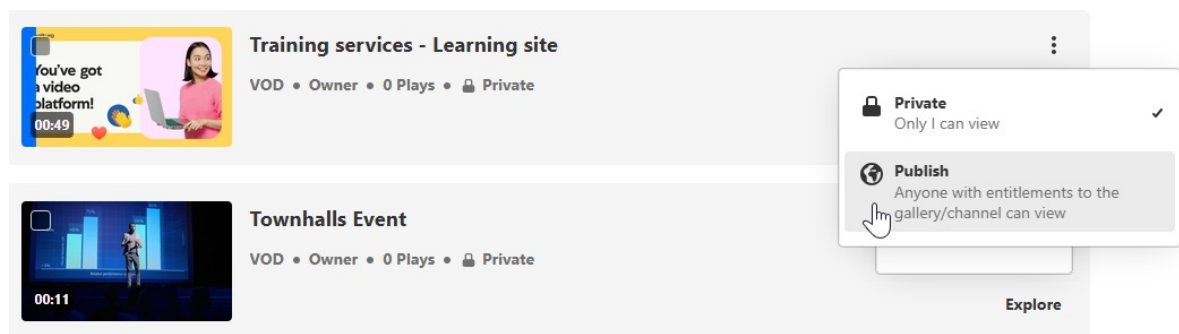 Training services - Learning site
VOD • Owner • 0 Plays • Private
You've got
a video
platform!
00:49
Private
Only I can view
Publish
Anyone with entitlements to the
gallery/channel can view
Townhalls Event
VOD • Owner • 0 Plays • Private
00:11
Explore